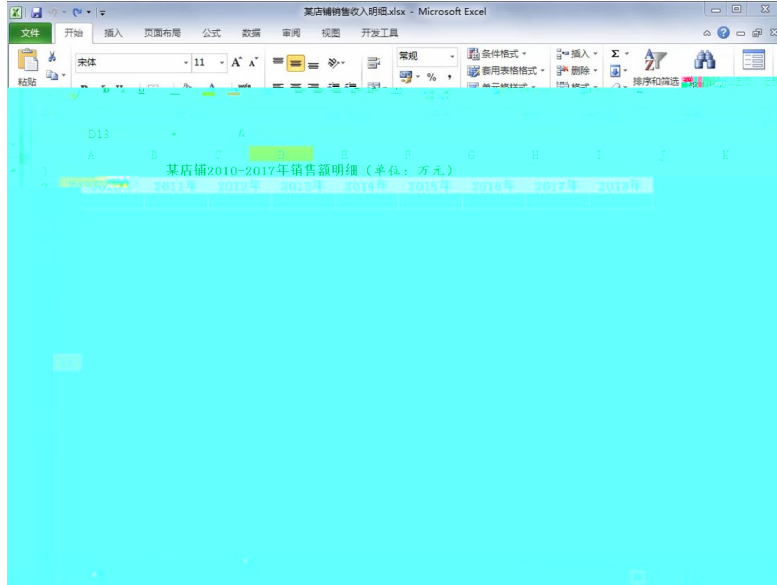 某店铺销售收入明细.xlsx - Microsoft Excel
文件 开始 插入 页面布局 公式 数据 审阅 视图 开发工具
宋体 11 A A 常规 条件格式 插入 Σ
粘贴 % , 套用表格格式 删除 排序和筛选
D13
A B C D E G H I J K
某店铺2010-2017年销售额明细(单位:万元)
2011年 2012年 2013年 2014年 2015年 2016年 2017年 2018年